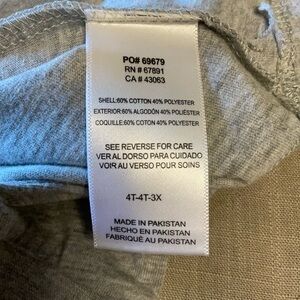 PO# 69679
RN # 67891
CA # 43063
SHELL:60% COTTON 40% POLYESTER
EXTERIOR:60% ALGODÓN 40% POLIÉSTER
COQUILLE:60% COTON 40% POLYESTER
SEE REVERSE FOR CARE
VER AL DORSO PARA CUIDADO
VOIR AU VERSO POUR SOINS
4T-4T-3X
MADE IN PAKISTAN
HECHO EN PAKISTÁN
FABRIQUÉ AU PAKISTAN